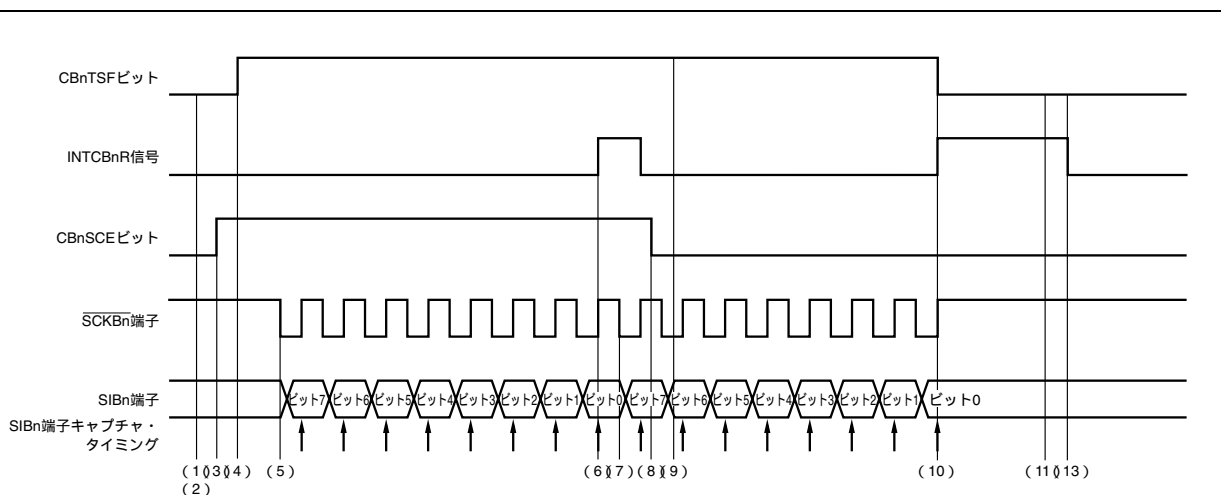 CBnTSFビット
INTCBnR信号
CBnSCEビット
SCKBn端子
SIBn端子
ビット7 ビット6 ビット5 ビット4 ビット3 ビット2 ビット1 ビット0 ビット7 ビット6 ビット5 ビット4 ビット3 ビット2 ビット1 ビット0
SIBn端子キャプチャ・
タイミング
(1)(3)(4) (5) (6)(7)(8)(9) (10) (11)(13)
(2)